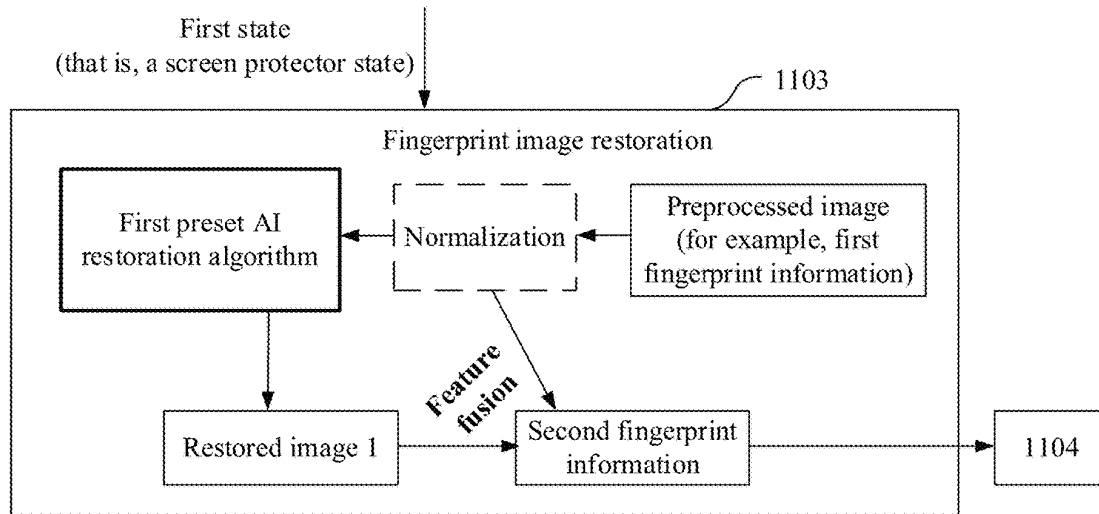 First state
(that is, a screen protector state)
1103
Fingerprint image restoration
First preset AI
restoration algorithm
Normalization
Preprocessed image
(for example, first
fingerprint information)
Feature
fusion
Restored image 1
Second fingerprint
information
1104